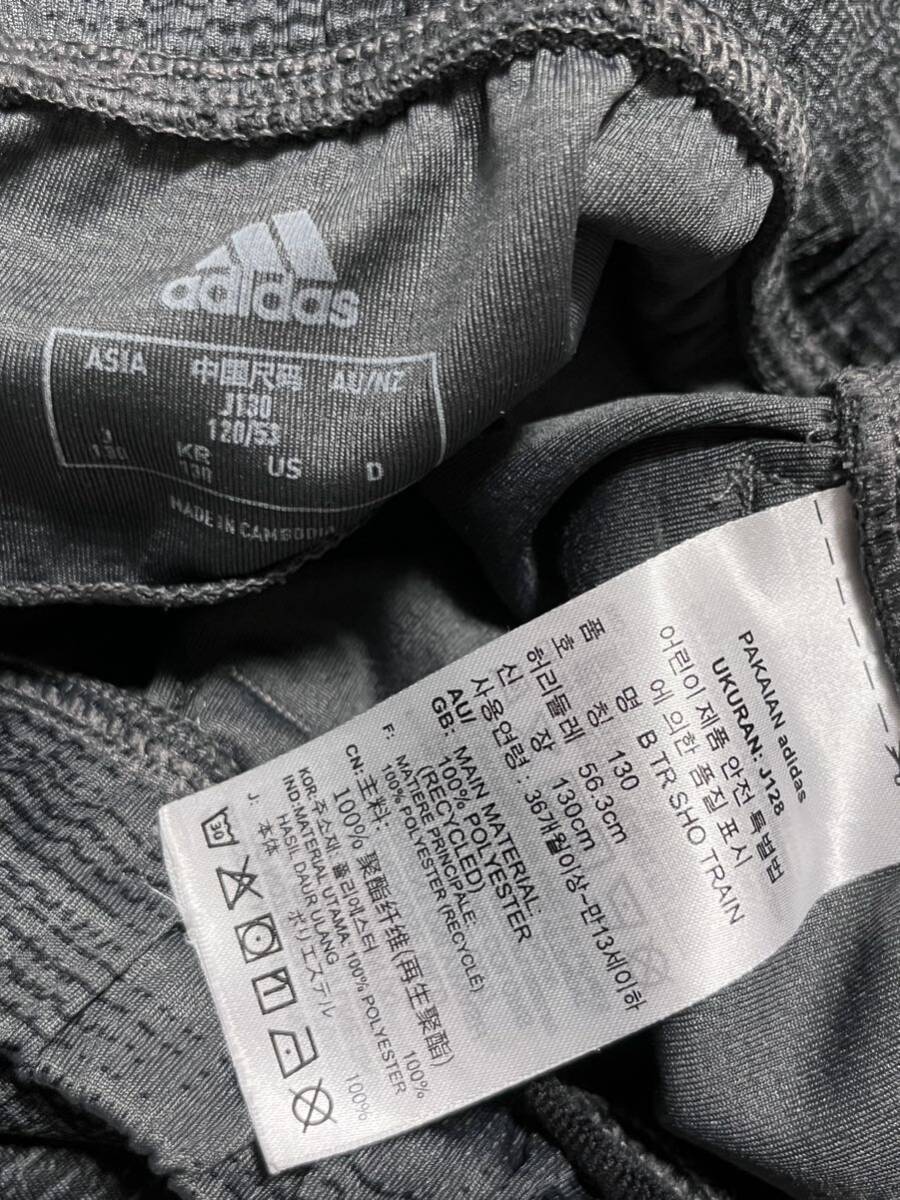 adidas
ASIA 中国尺码 AU/NZ
J130
120/53
J KR US D
130 130
MADE IN CAMBODIA
PAKAIAN adidas
UKURAN: J128
어린이 제품 안전 특별법
에 의한 품질 표시
품 명 B TR SHO TRAIN
호 칭 130
허리둘레 56.3cm
신 장 130cm
사용연령: 36개월이상~만13세이하
AU/
GB: MAIN MATERIAL:
100% POLYESTER
(RECYCLED)
F: MATIÈRE PRINCIPALE:
100% POLYESTER (RECYCLÉ)
CN: 主料:
100% 聚酯纤维(再生聚酯)
KOR-주소재: 폴리에스터 100%
IND:MATERIAL UTAMA: 100% POLYESTER
HASIL DAUR ULANG
J: 本体 ポリエステル 100%
30